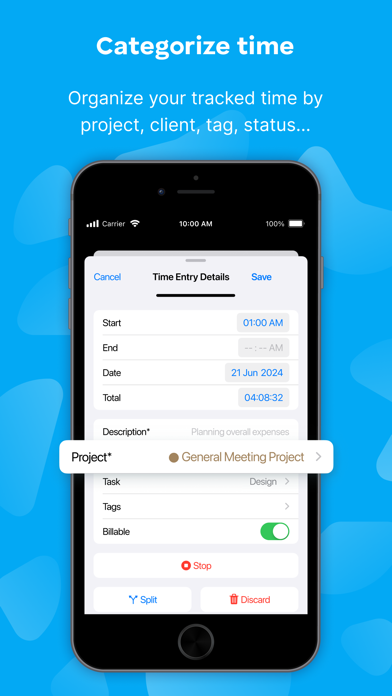 Categorize time
Organize your tracked time by
project, client, tag, status...
Carrier 10:00 AM 100%
Cancel Time Entry Details Save
Start 01:00 AM
End -- : -- AM
Date 21 Jun 2024
Total 04:08:32
Description* Planning overall expenses
Project* General Meeting Project
Task Design
Tags
Billable
Stop
Split Discard